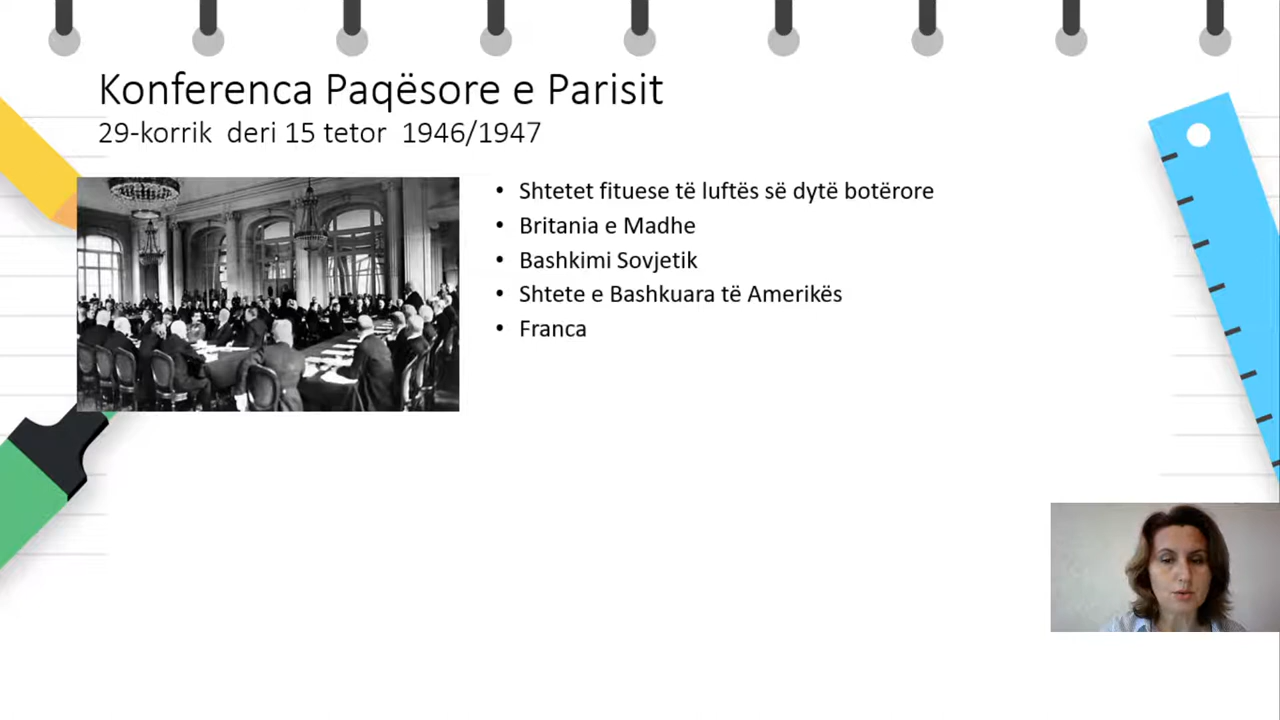 Konferenca Paqësore e Parisit
29-korrik deri 15 tetor 1946/1947
• Shtetet fituese të luftës së dytë botërore
• Britania e Madhe
• Bashkimi Sovjetik
• Shtete e Bashkuara të Amerikës
• Franca